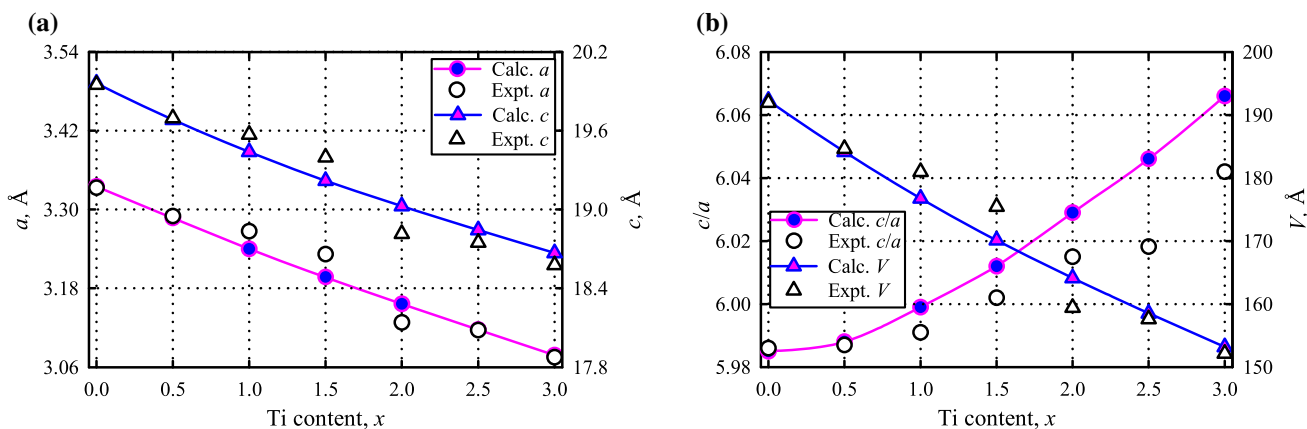 (a)
3.54
3.42
3.30
3.18
3.06
a, Å
20.2
19.6
19.0
18.4
17.8
c, Å
Calc. a
Expt. a
Calc. c
Expt. c
0.0 0.5 1.0 1.5 2.0 2.5 3.0
Ti content, x
(b)
6.08
6.06
6.04
6.02
6.00
5.98
c/a
200
190
180
170
160
150
V, Å
Calc. c/a
Expt. c/a
Calc. V
Expt. V
0.0 0.5 1.0 1.5 2.0 2.5 3.0
Ti content, x